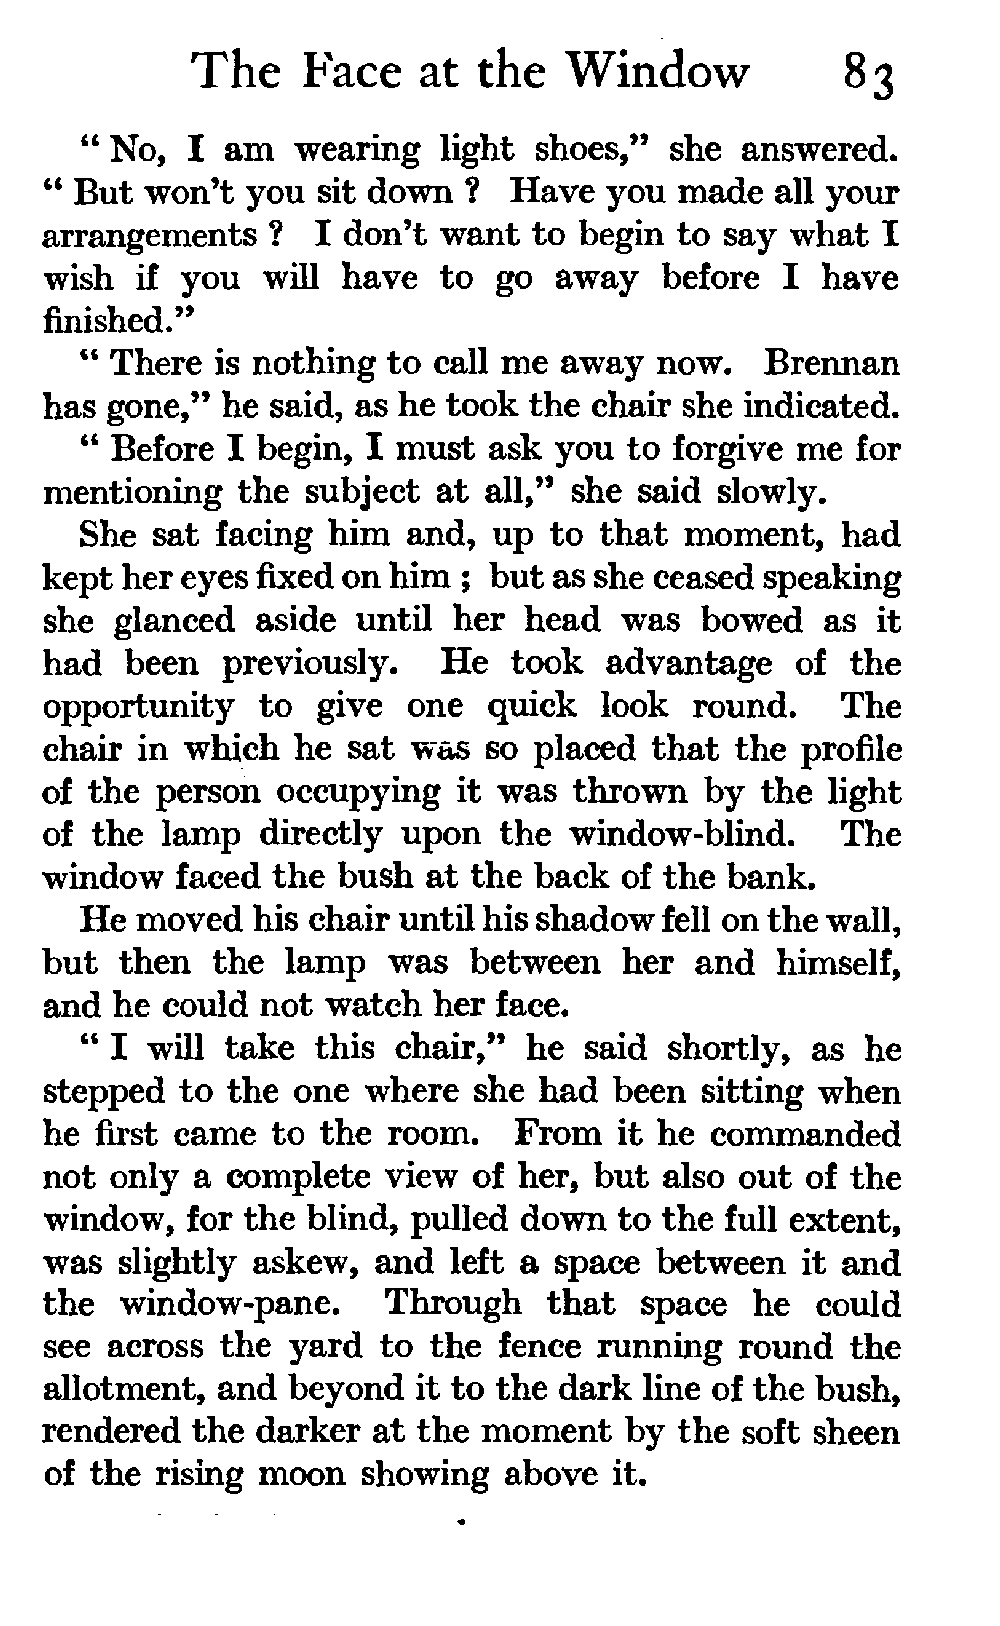 The Face at the Window 83
“ No, I am wearing light shoes,” she answered.
“ But won’t you sit down ? Have you made all your
arrangements ? I don’t want to begin to say what I
wish if you will have to go away before I have
finished.”
“ There is nothing to call me away now. Brennan
has gone,” he said, as he took the chair she indicated.
“ Before I begin, I must ask you to forgive me for
mentioning the subject at all,” she said slowly.
She sat facing him and, up to that moment, had
kept her eyes fixed on him ; but as she ceased speaking
she glanced aside until her head was bowed as it
had been previously. He took advantage of the
opportunity to give one quick look round. The
chair in which he sat was so placed that the profile
of the person occupying it was thrown by the light
of the lamp directly upon the window-blind. The
window faced the bush at the back of the bank.
He moved his chair until his shadow fell on the wall,
but then the lamp was between her and himself,
and he could not watch her face.
“ I will take this chair,” he said shortly, as he
stepped to the one where she had been sitting when
he first came to the room. From it he commanded
not only a complete view of her, but also out of the
window, for the blind, pulled down to the full extent,
was slightly askew, and left a space between it and
the window-pane. Through that space he could
see across the yard to the fence running round the
allotment, and beyond it to the dark line of the bush,
rendered the darker at the moment by the soft sheen
of the rising moon showing above it.